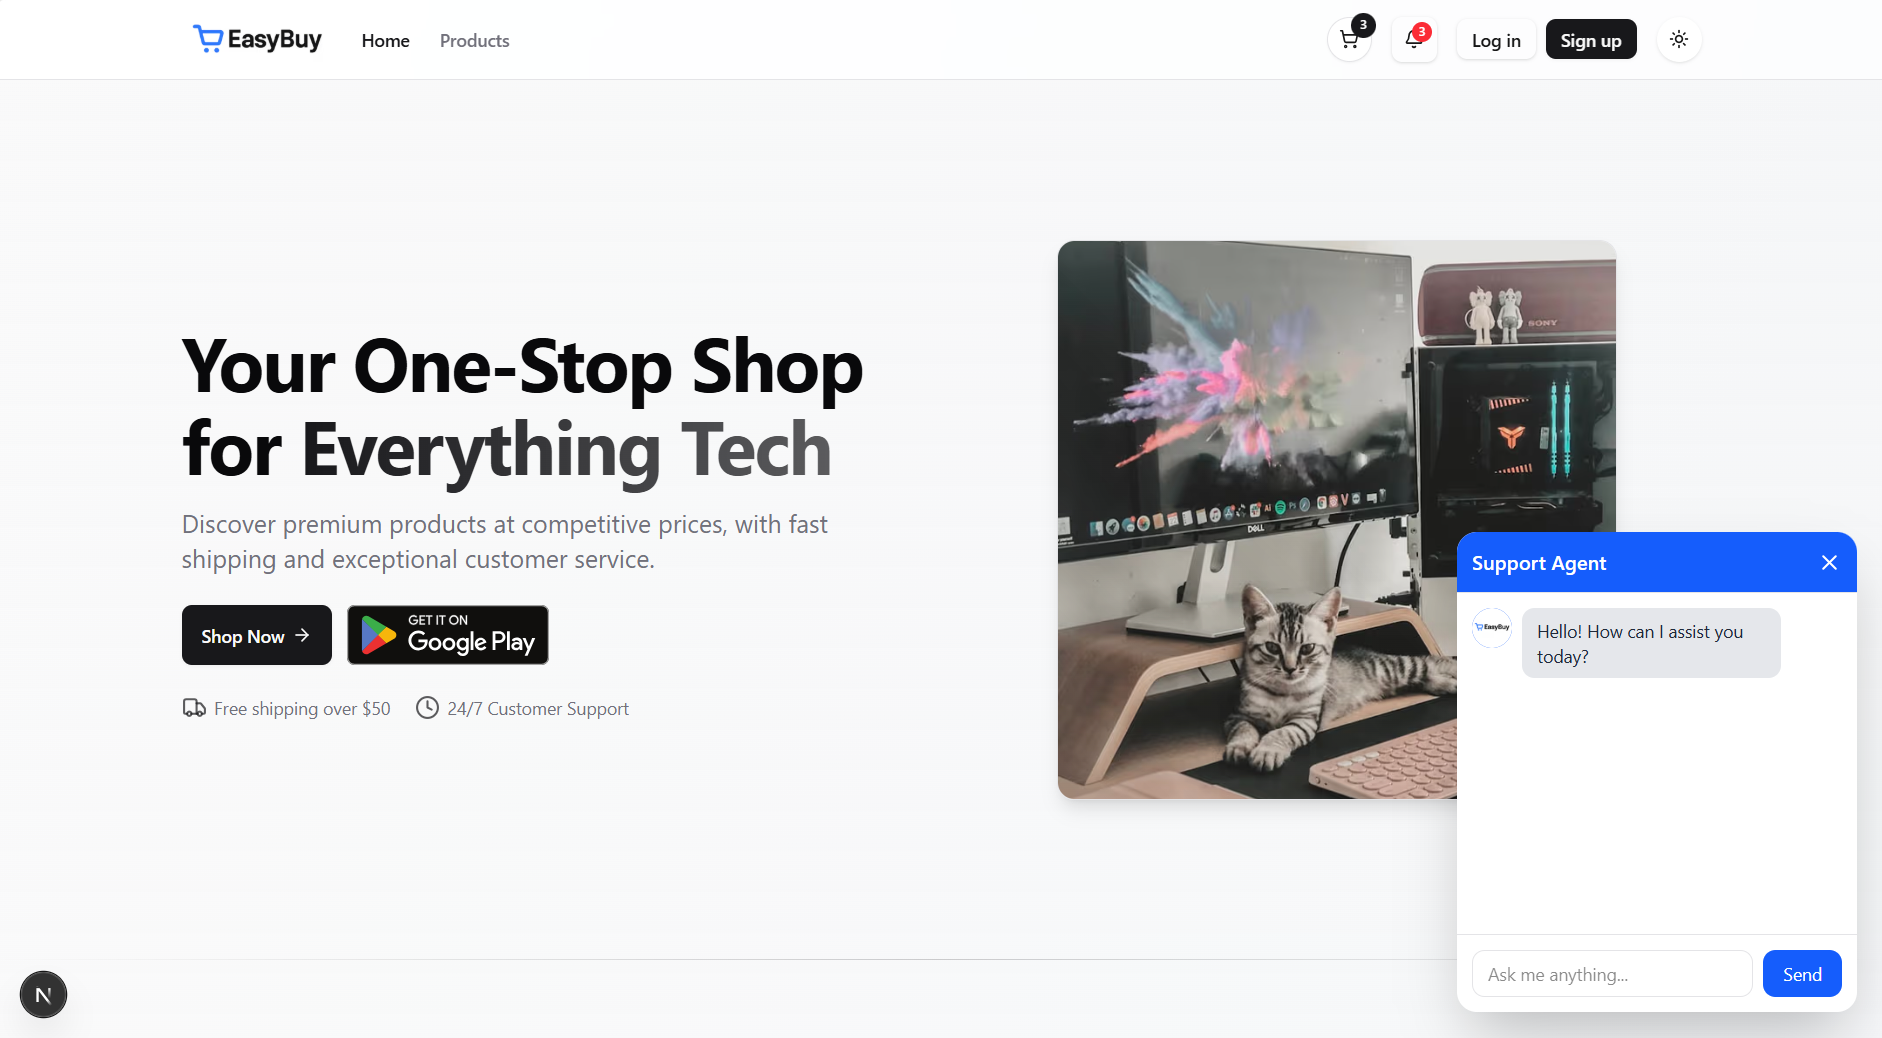 EasyBuy
Home
Products
3
3
Log in
Sign up
Your One-Stop Shop
for Everything Tech
Discover premium products at competitive prices, with fast
shipping and exceptional customer service.
Shop Now
GET IT ON
Google Play
Free shipping over $50
24/7 Customer Support
SONY
Ai
Ps
DELL
Support Agent
EasyBuy
Hello! How can I assist you
today?
Ask me anything...
Send
N